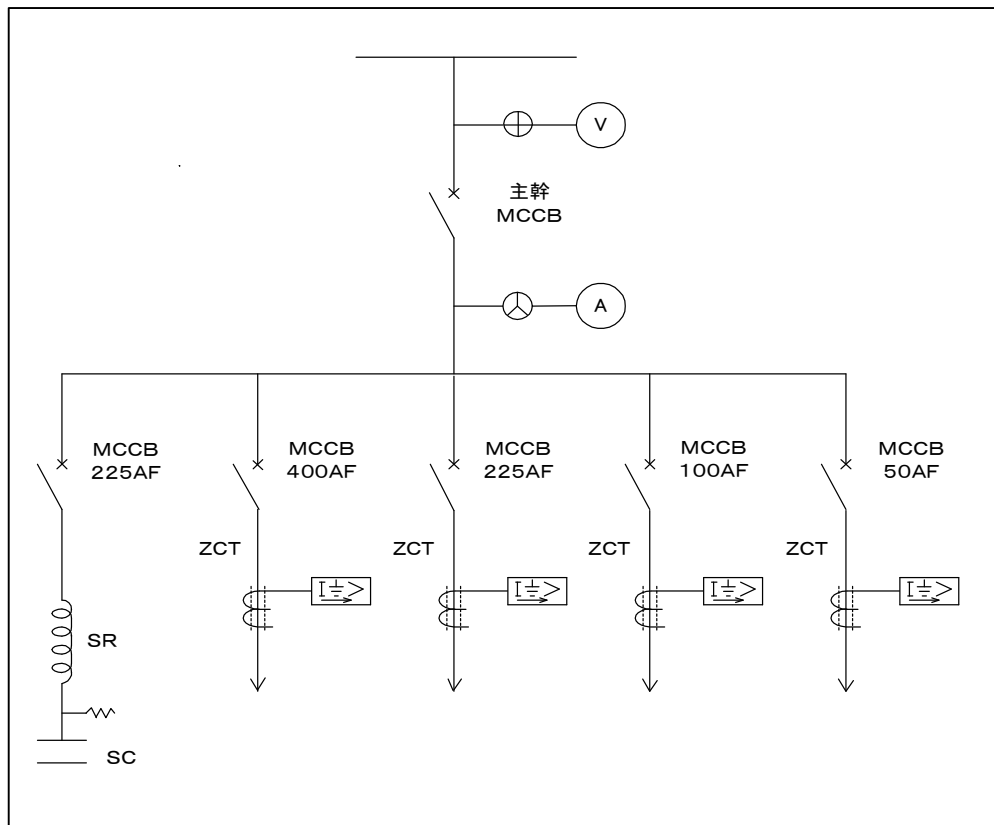 V
主幹
MCCB
A
MCCB
225AF
MCCB
400AF
MCCB
225AF
MCCB
100AF
MCCB
50AF
ZCT
ZCT
ZCT
ZCT
I⏚>
I⏚>
I⏚>
I⏚>
SR
SC